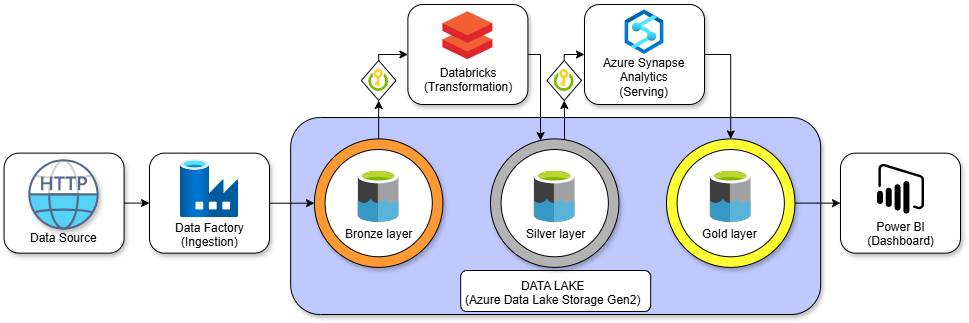 Databricks
(Transformation)
Azure Synapse
Analytics
(Serving)
HTTP
Data Source
Data Factory
(Ingestion)
Bronze layer
Silver layer
Gold layer
Power BI
(Dashboard)
DATA LAKE
(Azure Data Lake Storage Gen2)